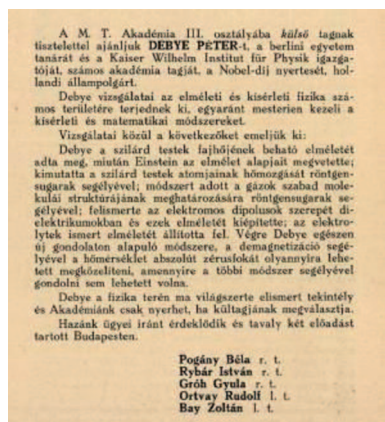 A M. T. Akadémia III. osztályába külső tagnak
tisztelettel ajánljuk DEBYE PÉTER-t, a berlini egyetem
tanárát és a Kaiser Wilhelm Institut für Physik igazga-
tóját, számos akadémia tagját, a Nobel-díj nyertesét, hol-
landi állampolgárt.
Debye vizsgálatai az elméleti és kísérleti fizika szá-
mos területére terjednek ki, egyaránt mesterien kezeli a
kísérleti és matematikai módszereket.
Vizsgálatai közül a következőket emeljük ki:
Debye a szilárd testek fajhőjének beható elméletét
adta meg, miután Einstein az elmélet alapjait megvetette;
kimutatta a szilárd testek atomjainak hőmozgását röntgen-
sugarak segélyével; módszert adott a gázok szabad mole-
kulái struktúrájának meghatározására röntgensugarak se-
gélyével; felismerte az elektromos dipolusok szerepét di-
elektrikumokban és ezek elméletét kiépítette; az elektro-
lytek ismert elméletét állította fel. Végre Debye egészen
új gondolaton alapuló módszere, a demagnetizáció segé-
lyével a hőmérséklet abszolút zérusfokát olyannyira lehe-
tett megközelíteni, amennyire a többi módszer segélyével
gondolni sem lehetett volna.
Debye a fizika terén ma világszerte elismert tekintély
és Akadémiánk csak nyerhet, ha kültagjának megválasztja.
Hazánk ügyei iránt érdeklődik és tavaly két előadást
tartott Budapesten.
Pogány Béla r. t.
Rybár István r. t.
Gróh Gyula r. t.
Ortvay Rudolf l. t.
Bay Zoltán l. t.